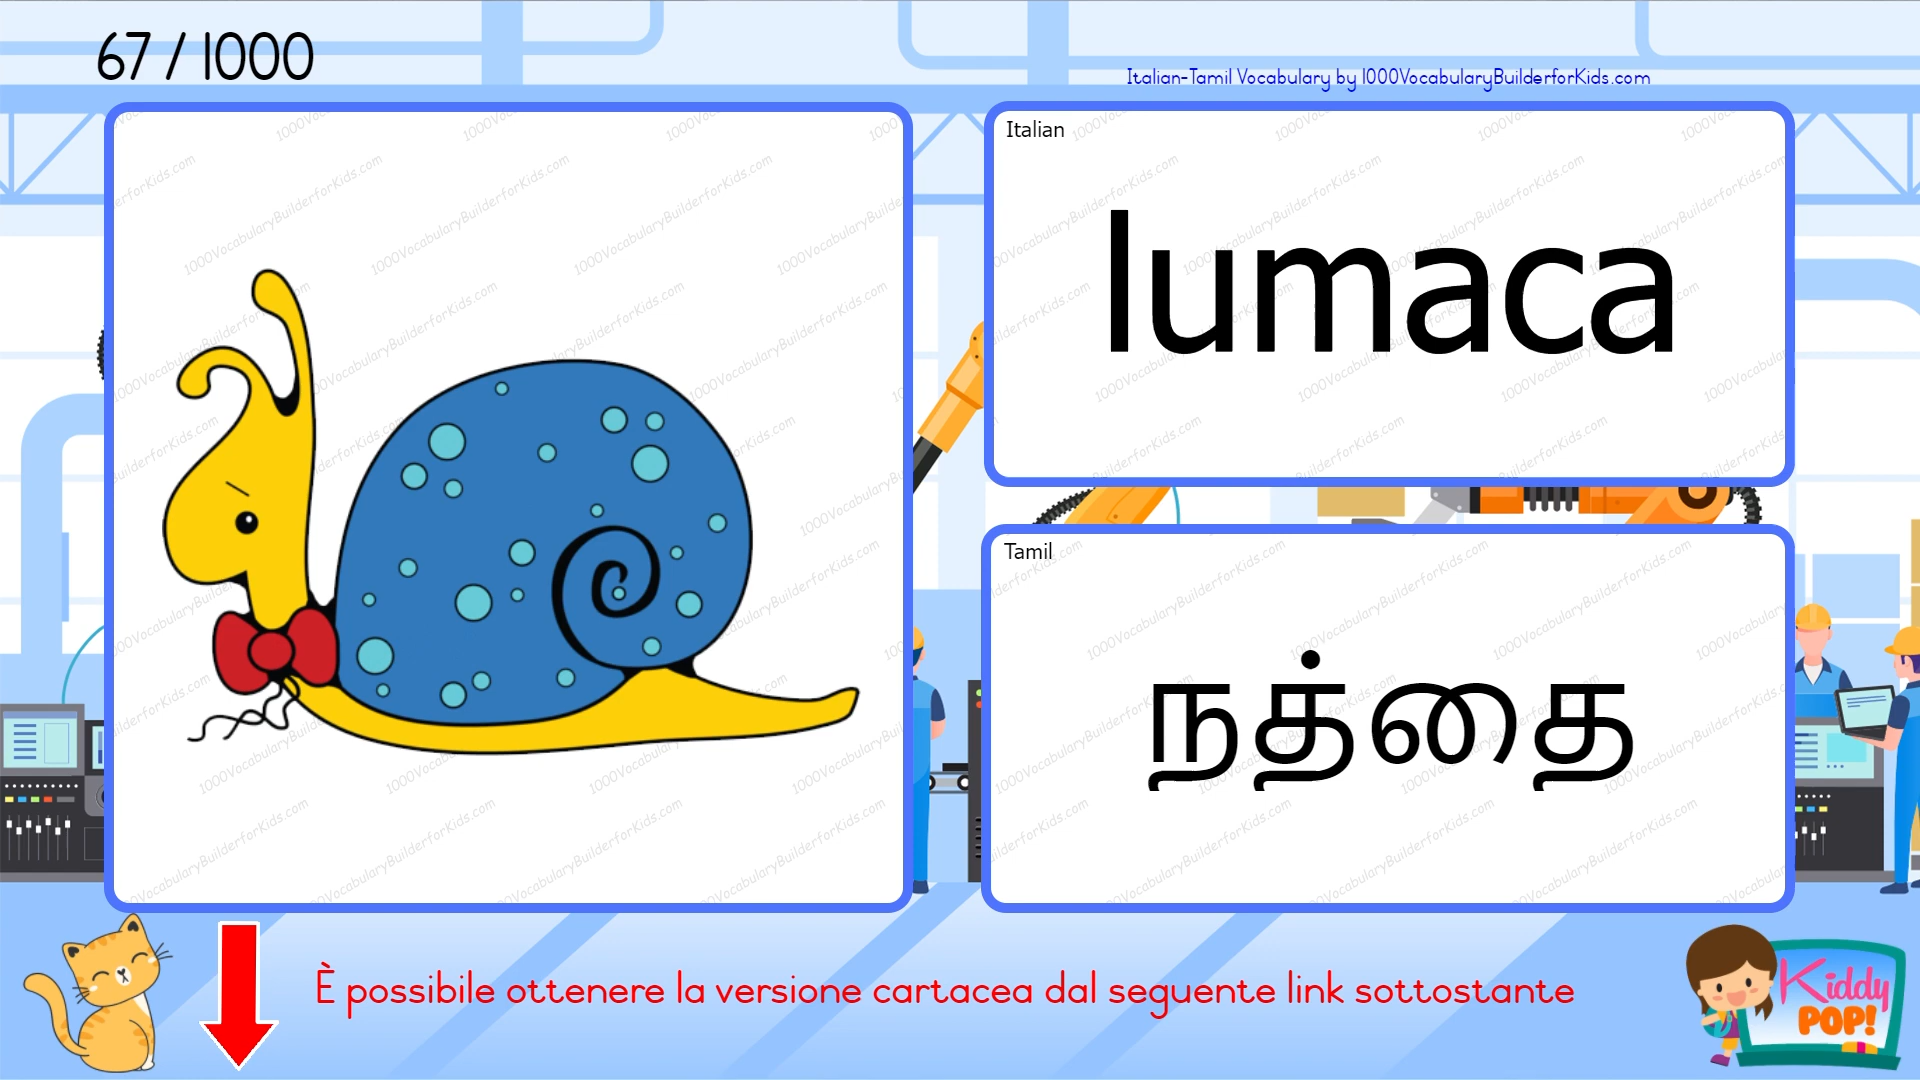 67 / 1000
Italian-Tamil Vocabulary by 1000VocabularyBuilderforKids.com
Italian
lumaca
Tamil
நத்தை
È possibile ottenere la versione cartacea dal seguente link sottostante
Kiddy
POP!